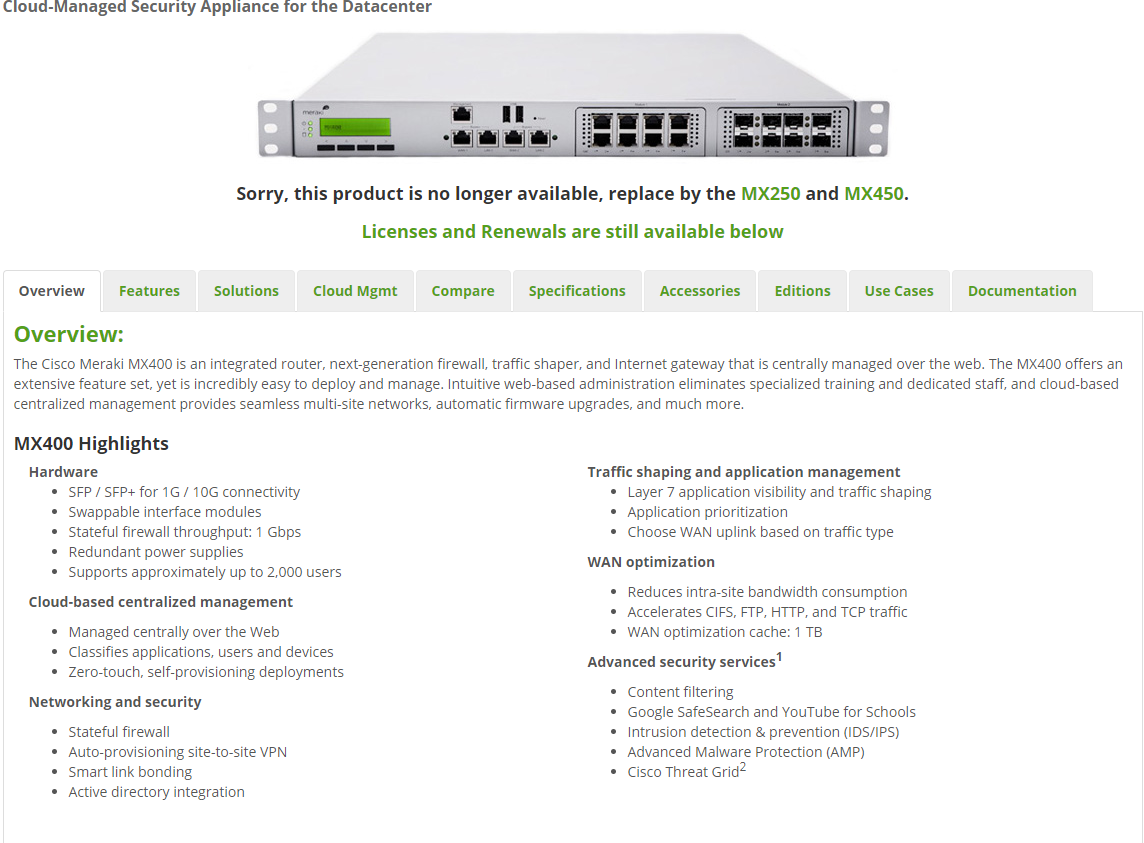 Cloud-Managed Security Appliance for the Datacenter
meraki
Sorry, this product is no longer available, replace by the MX250 and MX450.
Licenses and Renewals are still available below
Overview
Features
Solutions
Cloud Mgmt
Compare
Specifications
Accessories
Editions
Use Cases
Documentation
Overview:
The Cisco Meraki MX400 is an integrated router, next-generation firewall, traffic shaper, and Internet gateway that is centrally managed over the web. The MX400 offers an
extensive feature set, yet is incredibly easy to deploy and manage. Intuitive web-based administration eliminates specialized training and dedicated staff, and cloud-based
centralized management provides seamless multi-site networks, automatic firmware upgrades, and much more.
MX400 Highlights
Hardware
• SFP / SFP+ for 1G / 10G connectivity
• Swappable interface modules
• Stateful firewall throughput: 1 Gbps
• Redundant power supplies
• Supports approximately up to 2,000 users
Cloud-based centralized management
• Managed centrally over the Web
• Classifies applications, users and devices
• Zero-touch, self-provisioning deployments
Networking and security
• Stateful firewall
• Auto-provisioning site-to-site VPN
• Smart link bonding
• Active directory integration
Traffic shaping and application management
• Layer 7 application visibility and traffic shaping
• Application prioritization
• Choose WAN uplink based on traffic type
WAN optimization
• Reduces intra-site bandwidth consumption
• Accelerates CIFS, FTP, HTTP, and TCP traffic
• WAN optimization cache: 1 TB
Advanced security services1
• Content filtering
• Google SafeSearch and YouTube for Schools
• Intrusion detection & prevention (IDS/IPS)
• Advanced Malware Protection (AMP)
• Cisco Threat Grid2